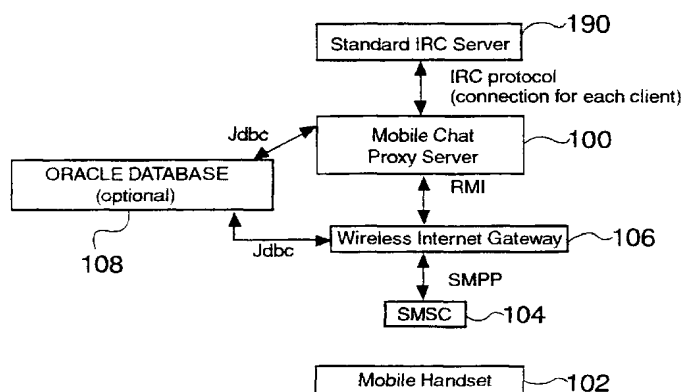 Standard IRC Server
190
IRC protocol
(connection for each client)
Jdbc
Mobile Chat
Proxy Server
100
ORACLE DATABASE
(optional)
RMI
108
Jdbc
Wireless Internet Gateway
106
SMPP
SMSC
104
Mobile Handset
102